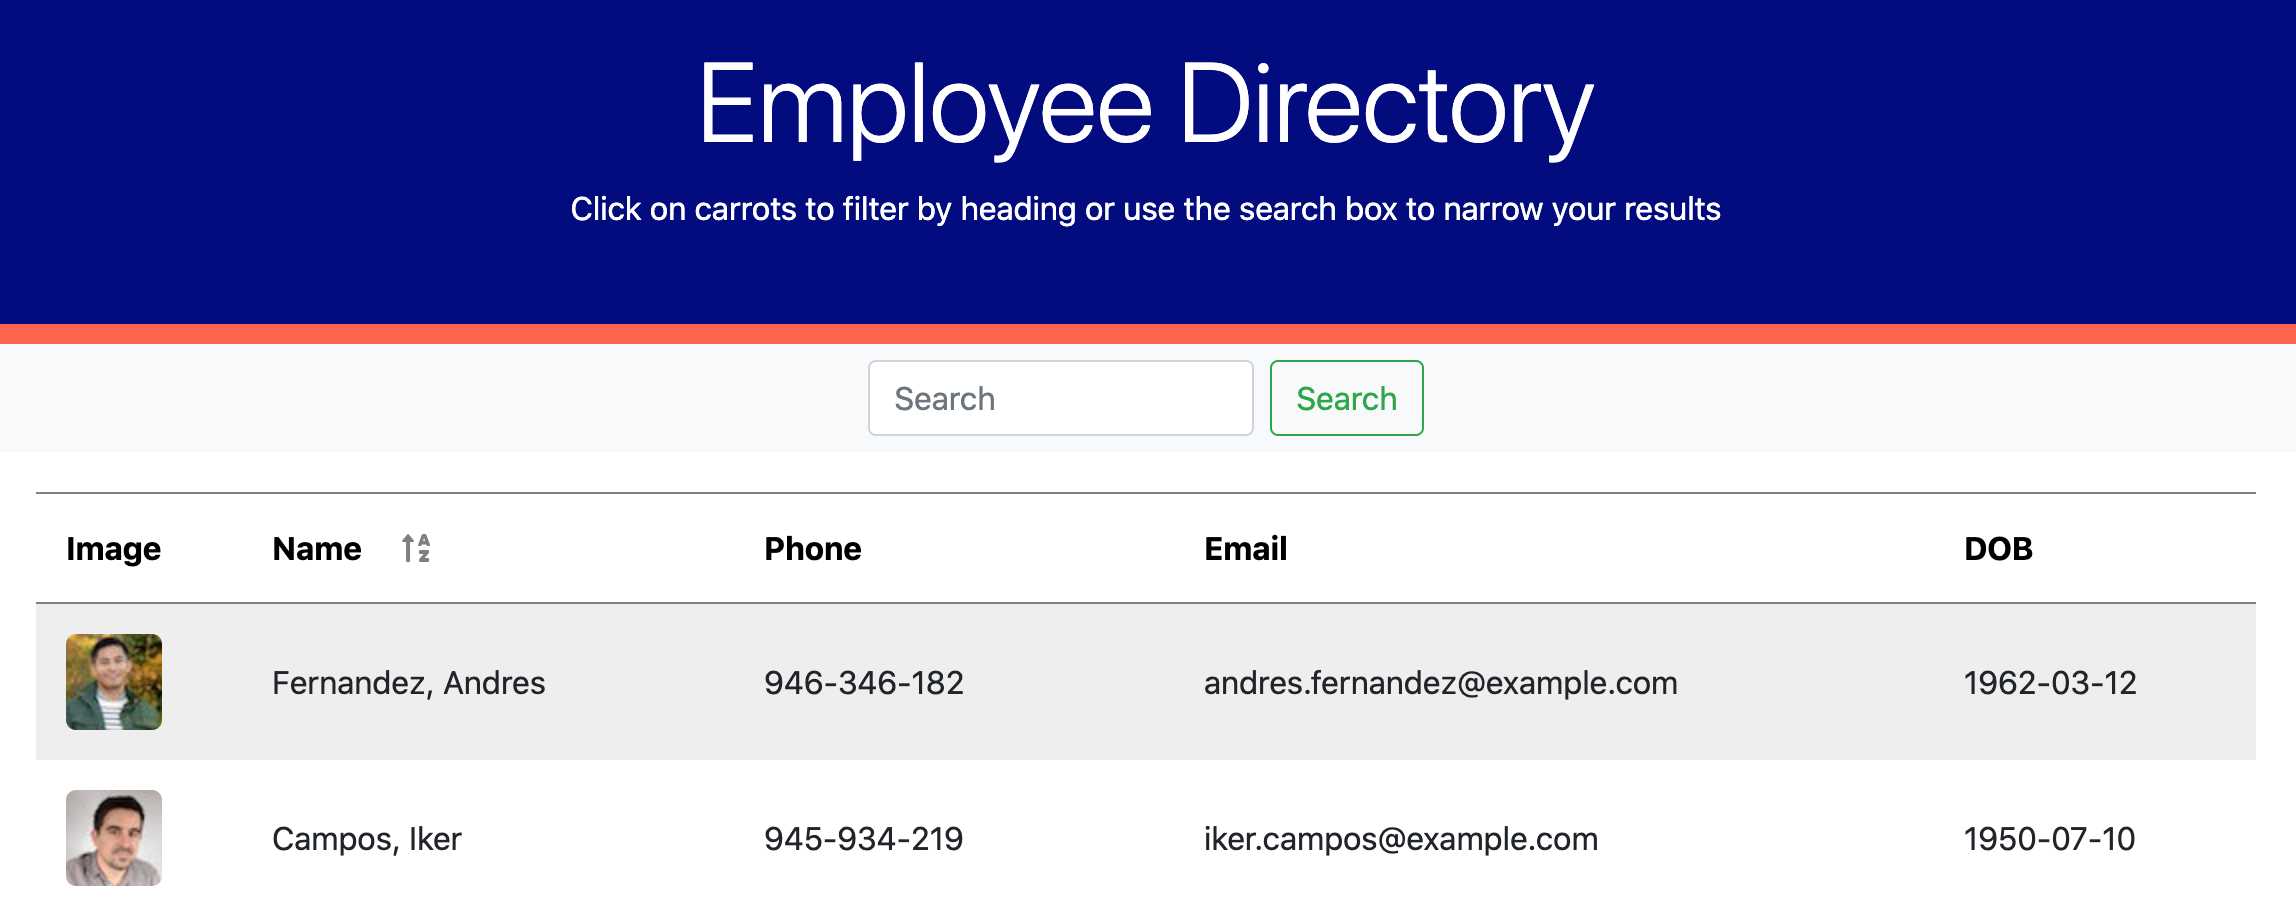 Employee Directory
Click on carrots to filter by heading or use the search box to narrow your results
Search Search
Image Name Phone Email DOB
Fernandez, Andres 946-346-182 andres.fernandez@example.com 1962-03-12
Campos, Iker 945-934-219 iker.campos@example.com 1950-07-10